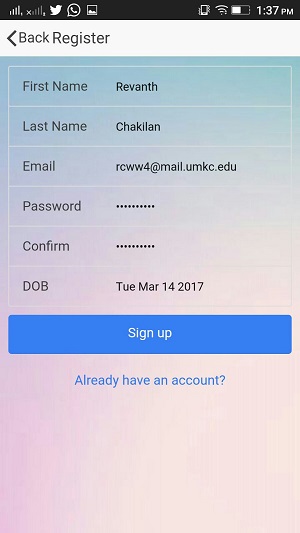 1:37 PM
Back Register
First Name Revanth
Last Name Chakilan
Email rcww4@mail.umkc.edu
Password ••••••••••
Confirm ••••••••••
DOB Tue Mar 14 2017
Sign up
Already have an account?